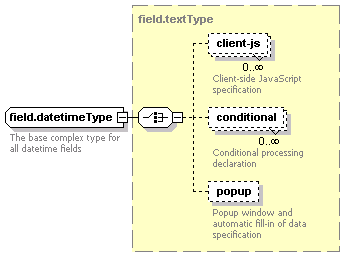 field.textType
client-js
0..∞
Client-side JavaScript
specification
field.datetimeType
The base complex type for
all datetime fields
conditional
0..∞
Conditional processing
declaration
popup
Popup window and
automatic fill-in of data
specification